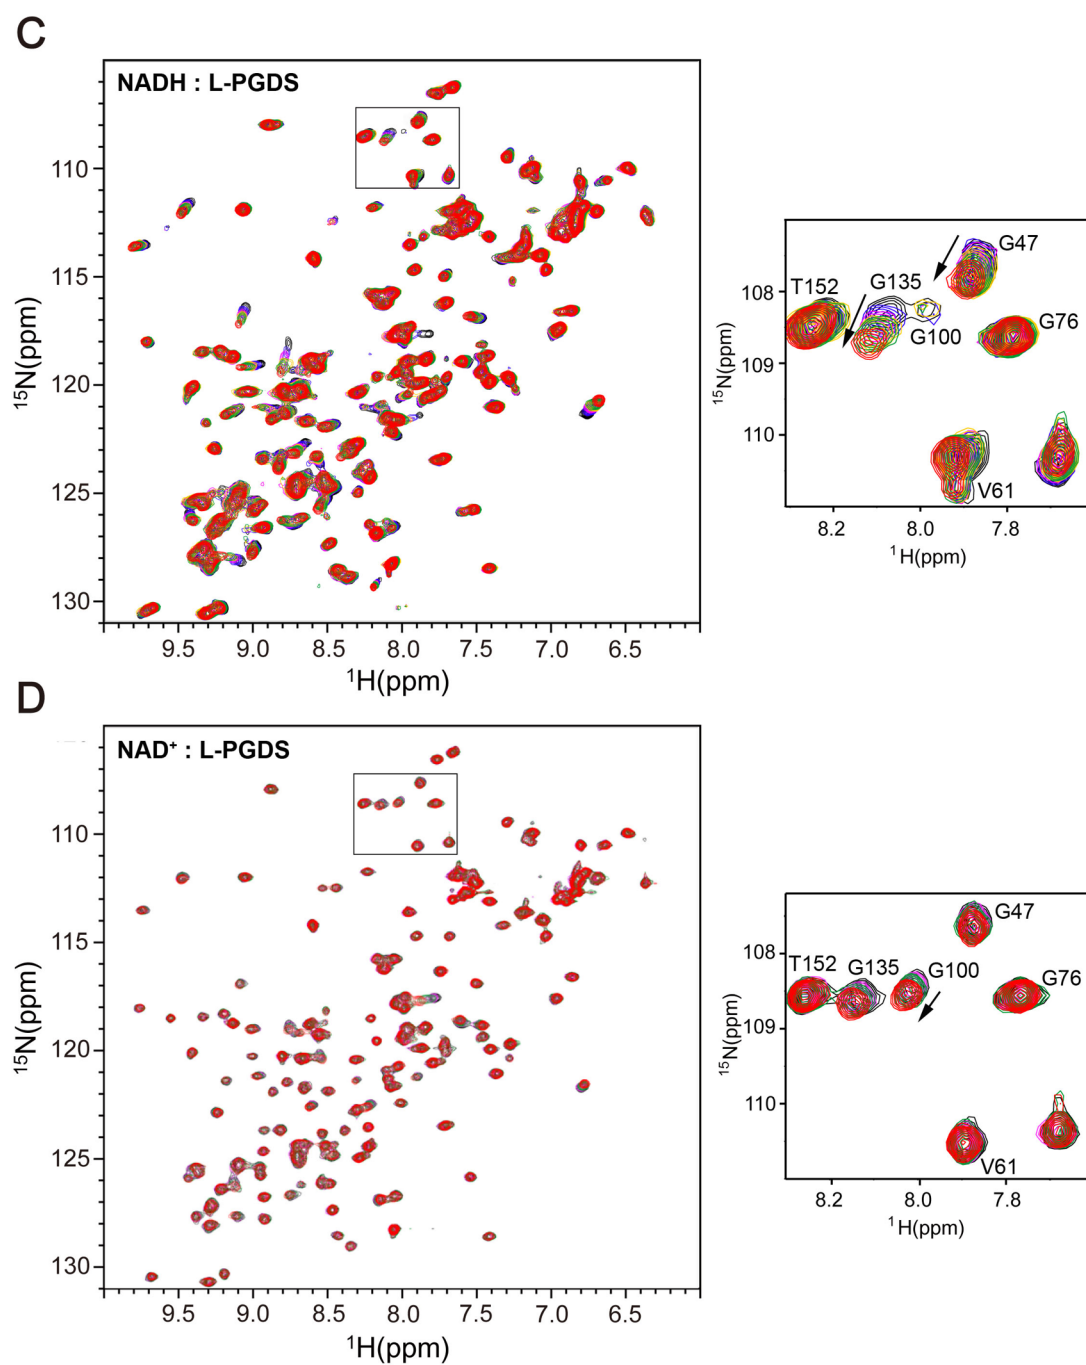 C
NADH : L-PGDS
110
115
120
125
130
¹⁵N(ppm)
9.5 9.0 8.5 8.0 7.5 7.0 6.5
¹H(ppm)
G47
T152 G135
108
G100 G76
109
110
V61
¹⁵N(ppm)
8.2 8.0 7.8
¹H(ppm)
D
NAD⁺ : L-PGDS
110
115
120
125
130
¹⁵N(ppm)
9.5 9.0 8.5 8.0 7.5 7.0 6.5
¹H(ppm)
G47
108
T152 G135 G100
G76
109
110
V61
¹⁵N(ppm)
8.2 8.0 7.8
¹H(ppm)